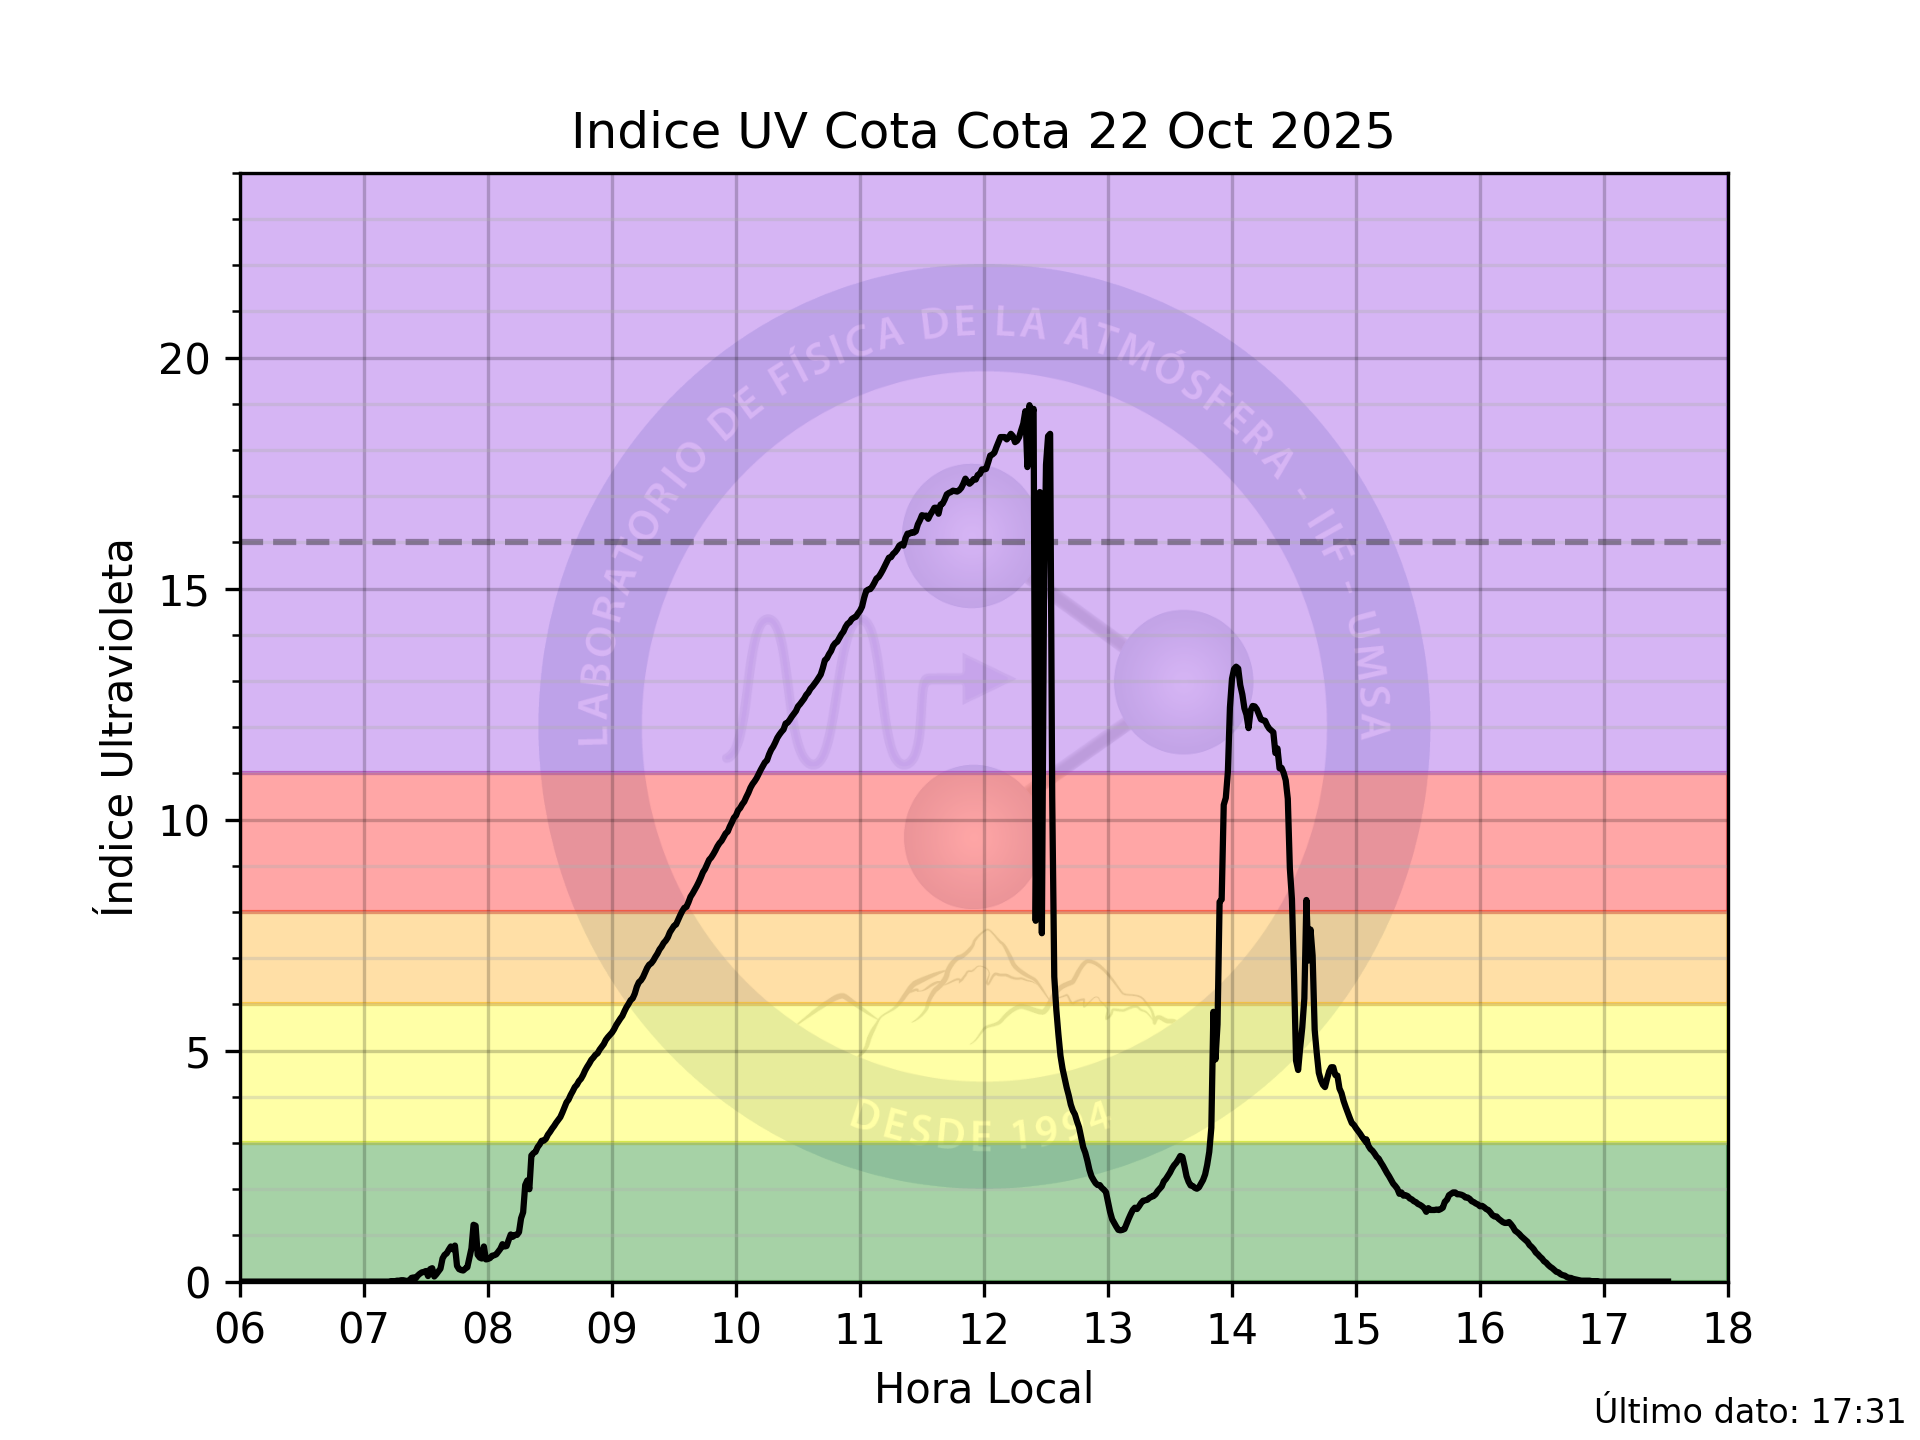 Indice UV Cota Cota 22 Oct 2025
Índice Ultravioleta
20
15
10
5
0
LABORATORIO DE FÍSICA DE LA ATMÓSFERA - IIF - UMSA
DESDE 1994
06 07 08 09 10 11 12 13 14 15 16 17 18
Hora Local
Último dato: 17:31